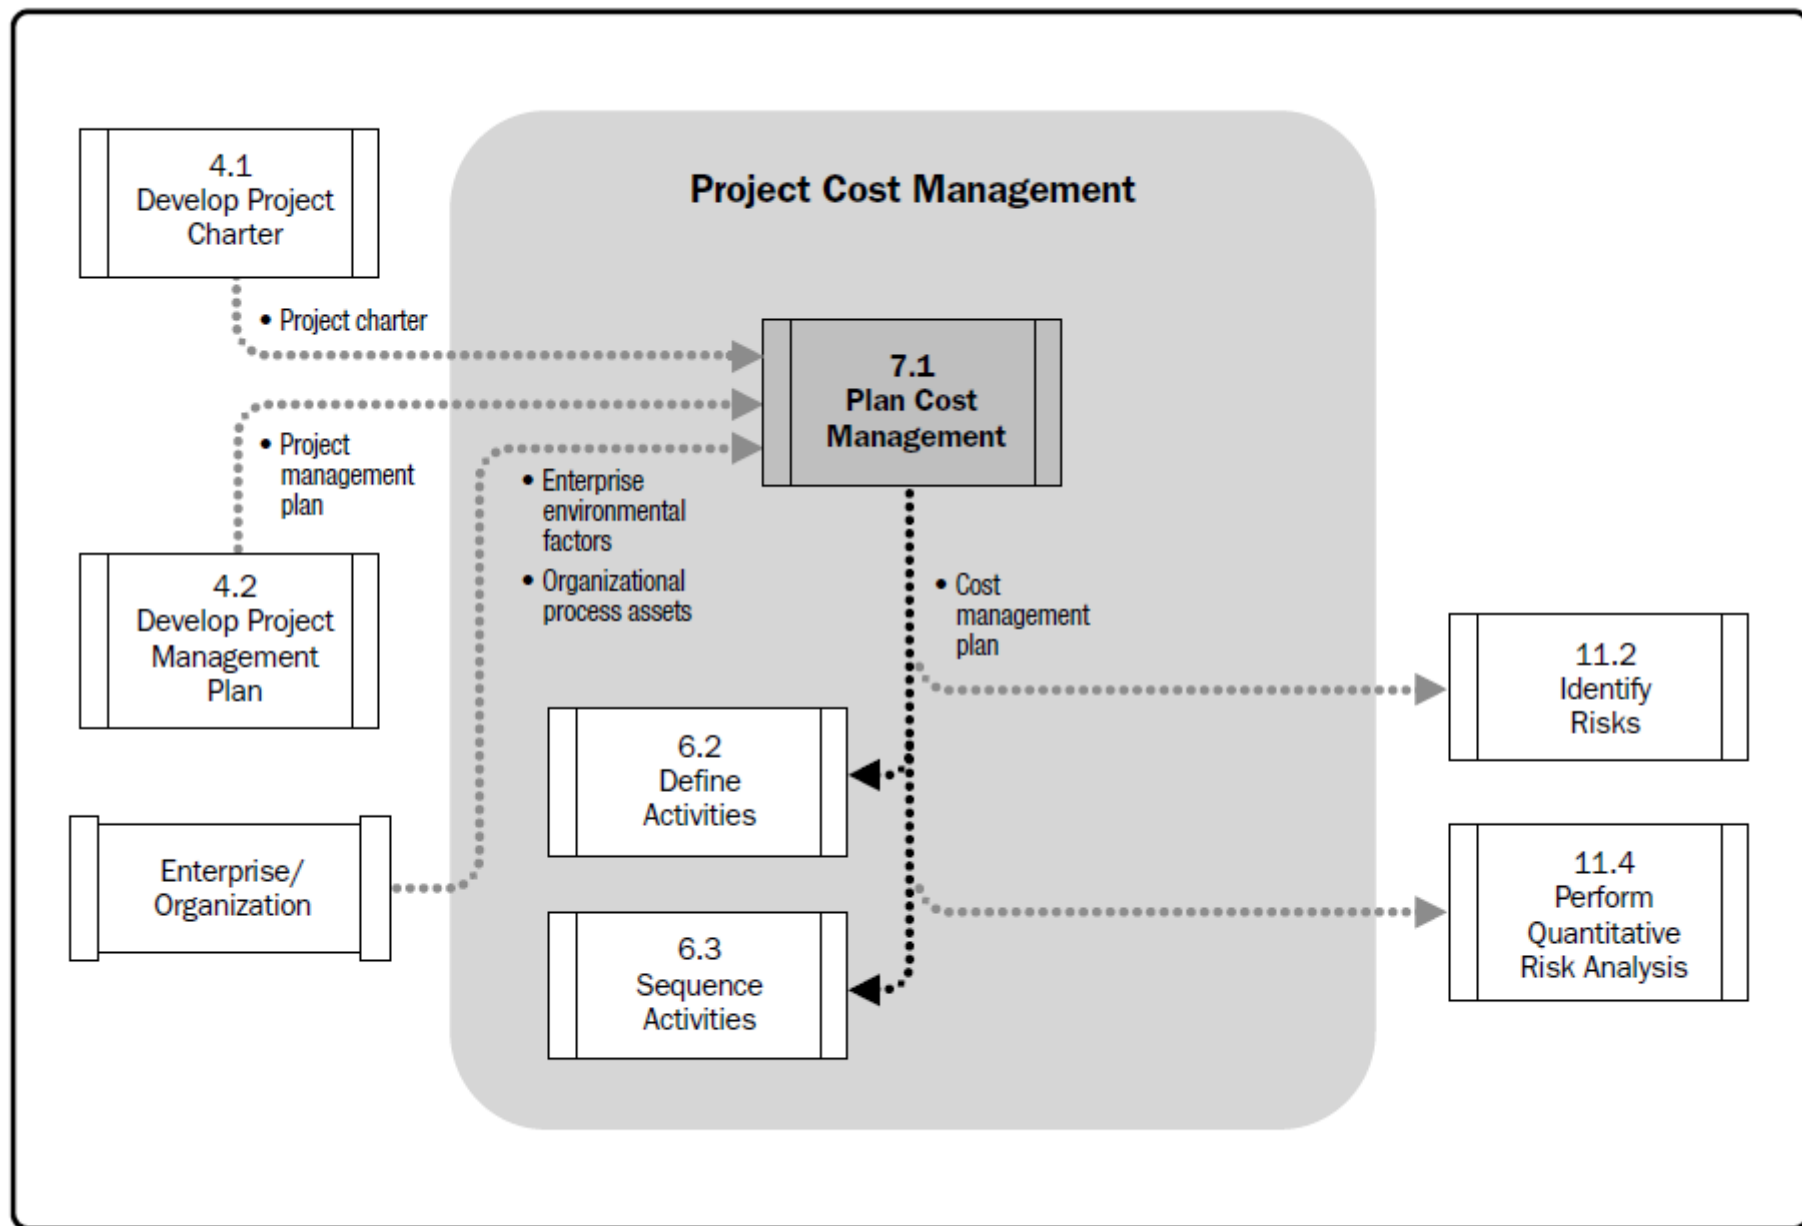 Project Cost Management
4.1
Develop Project
Charter
• Project charter
7.1
Plan Cost
Management
• Project
management
plan
• Enterprise
environmental
factors
• Organizational
process assets
4.2
Develop Project
Management
Plan
• Cost
management
plan
11.2
Identify
Risks
6.2
Define
Activities
Enterprise/
Organization
11.4
Perform
Quantitative
Risk Analysis
6.3
Sequence
Activities